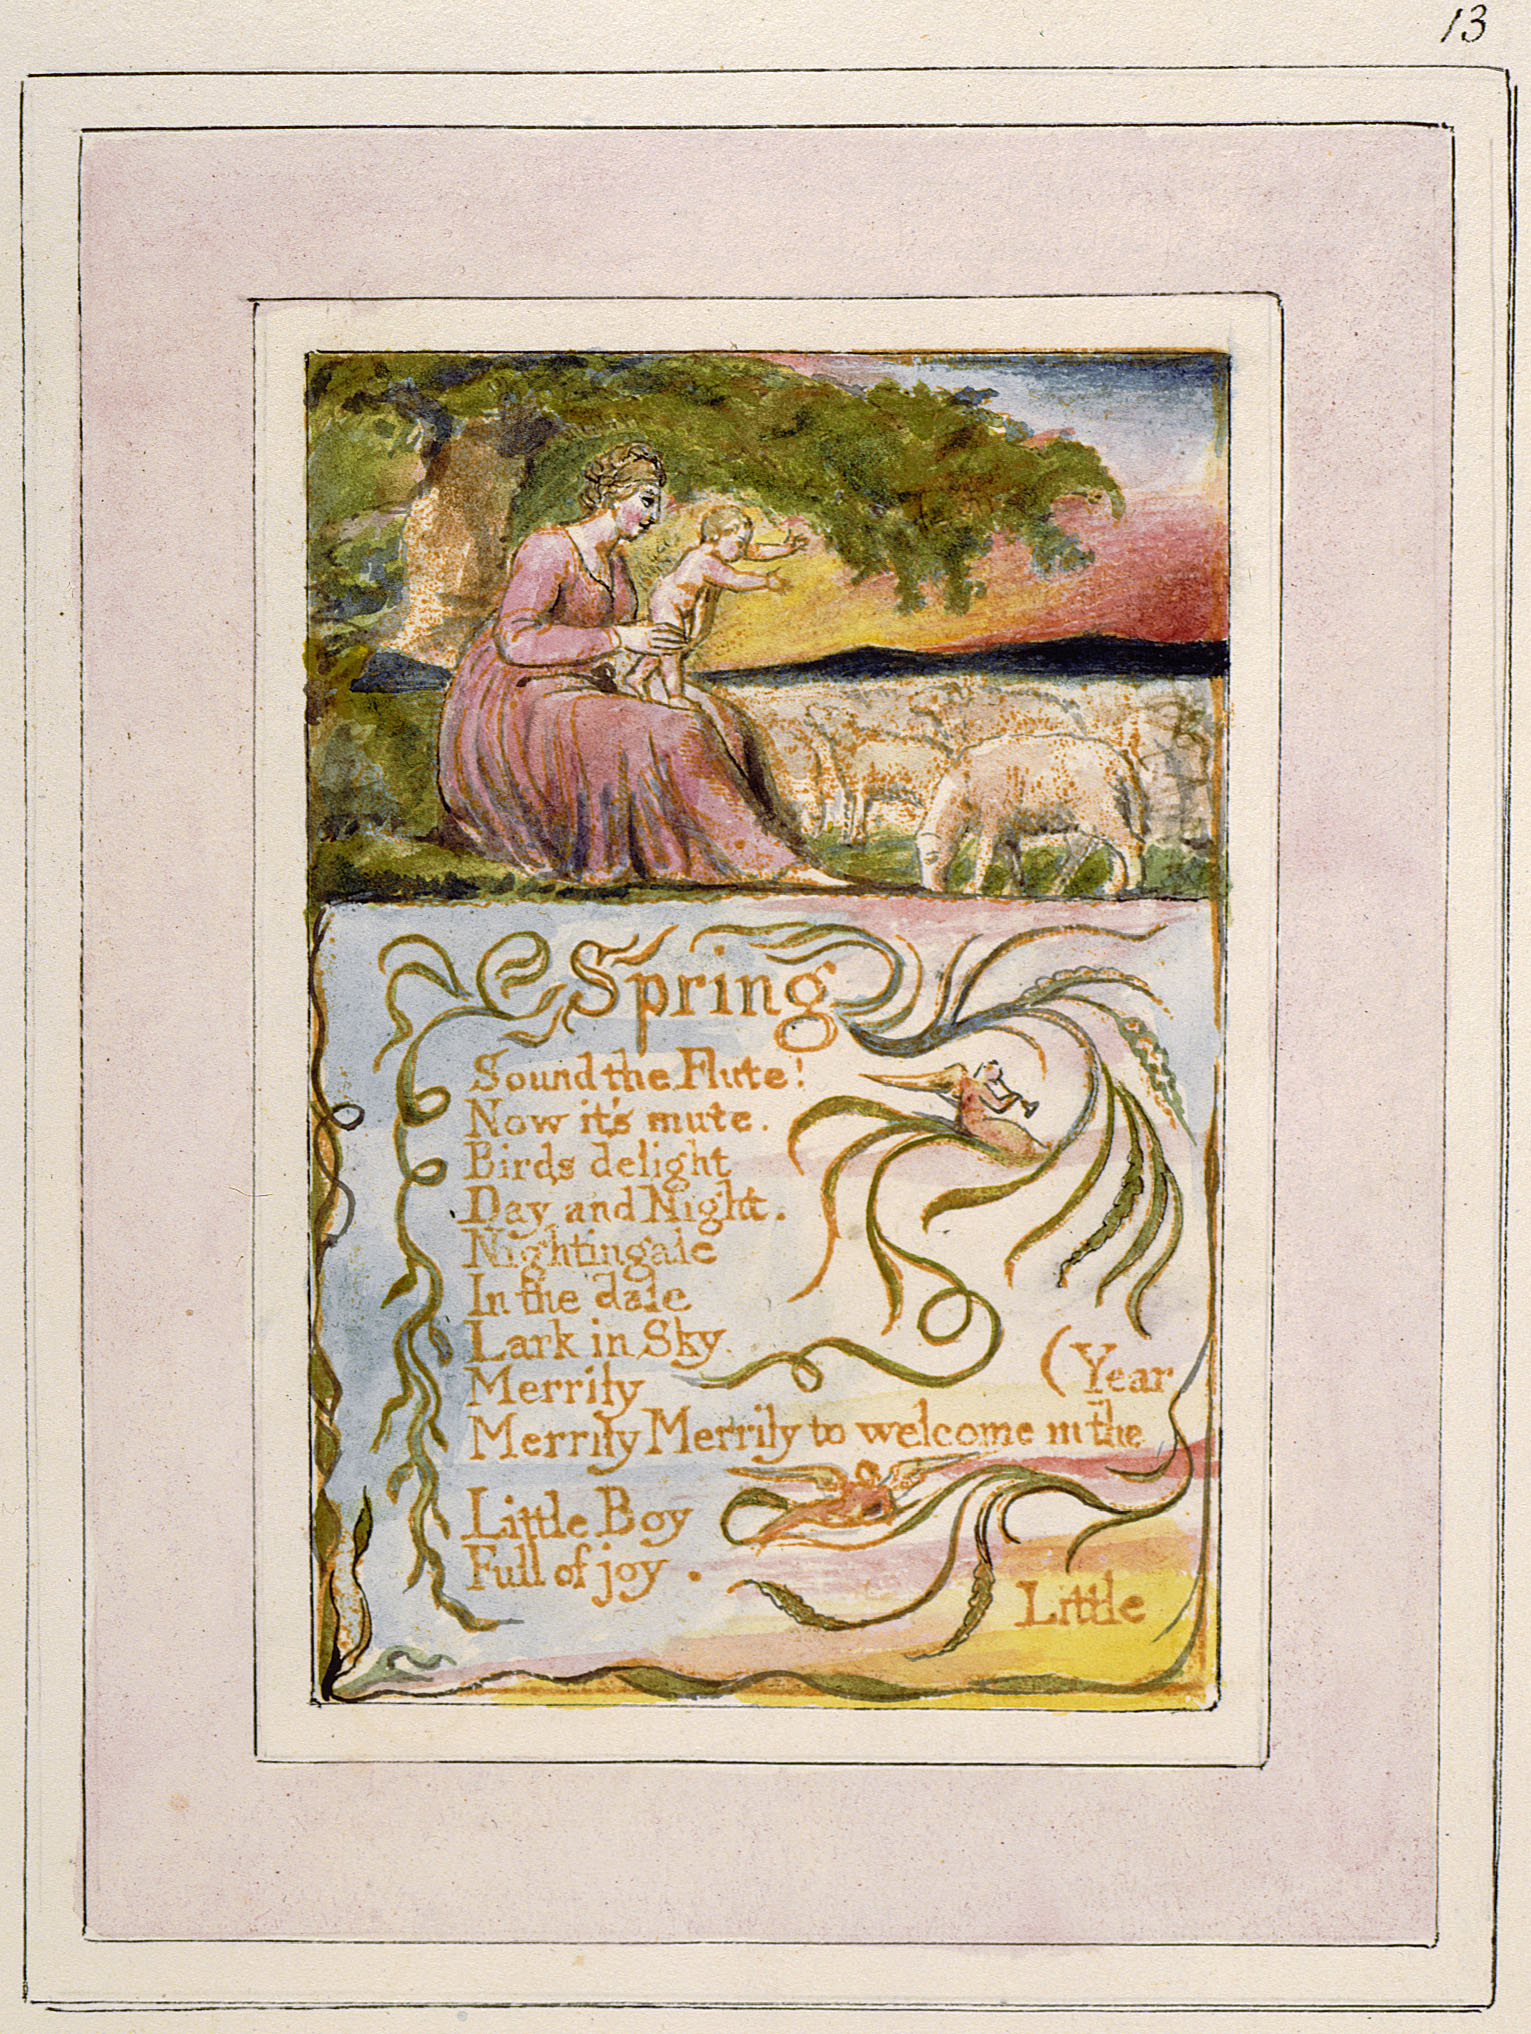 13
Spring
Sound the Flute!
Now it's mute.
Birds delight
Day and Night.
Nightingale
In the dale
Lark in Sky
Merrily
(Year
Merrily Merrily to welcome in the
Little Boy
Full of joy.
Little